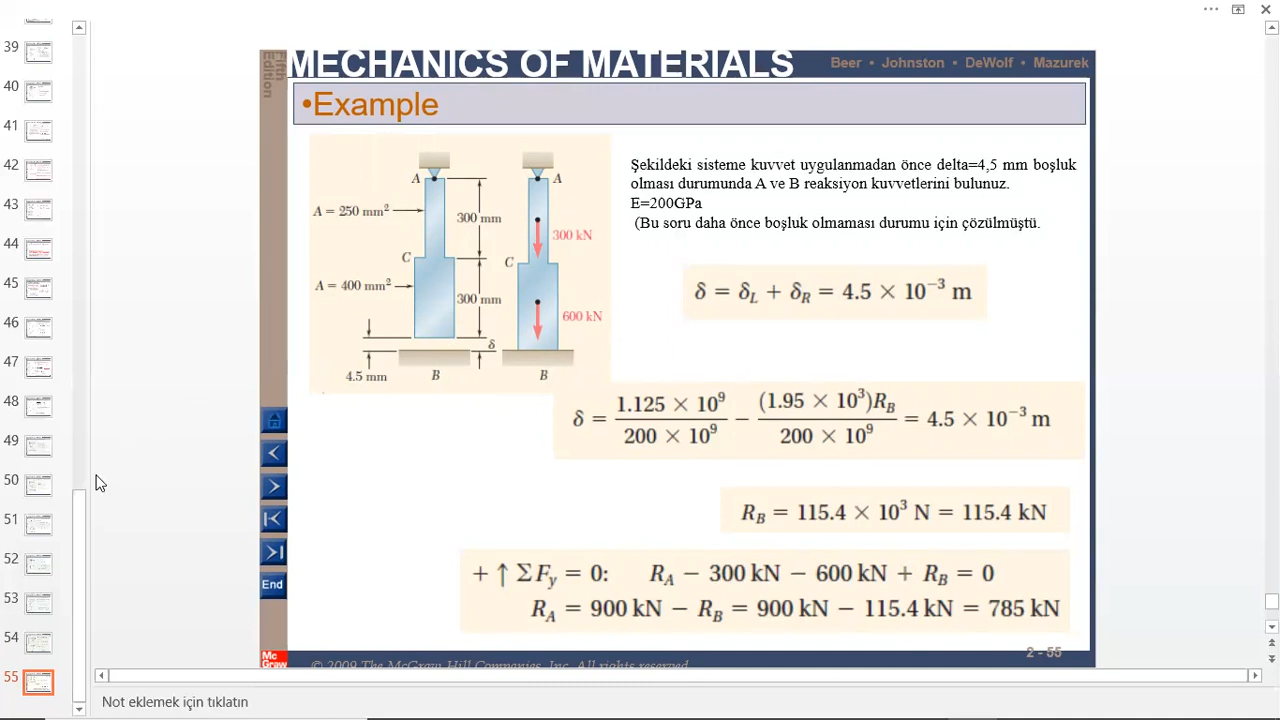 39
40
41
42
43
44
45
46
47
48
49
50
51
52
53
54
55
Fifth
Edition
MECHANICS OF MATERIALS
Beer • Johnston • DeWolf • Mazurek
•Example
A
A
A = 250 mm²
300 mm
300 kN
C
C
A = 400 mm²
300 mm
600 kN
δ
4.5 mm
B
B
Şekildeki sisteme kuvvet uygulanmadan önce delta=4,5 mm boşluk
olması durumunda A ve B reaksiyon kuvvetlerini bulunuz.
E=200GPa
(Bu soru daha önce boşluk olmaması durumu için çözülmüştü.
δ = δ_L + δ_R = 4.5 × 10⁻³ m
δ = (1.125 × 10⁹)/(200 × 10⁹) − ((1.95 × 10³)R_B)/(200 × 10⁹) = 4.5 × 10⁻³ m
R_B = 115.4 × 10³ N = 115.4 kN
+ ↑ ΣF_y = 0: R_A − 300 kN − 600 kN + R_B = 0
R_A = 900 kN − R_B = 900 kN − 115.4 kN = 785 kN
End
Mc
Graw
© 2009 The McGraw-Hill Companies, Inc. All rights reserved
2 - 55
Not eklemek için tıklatın